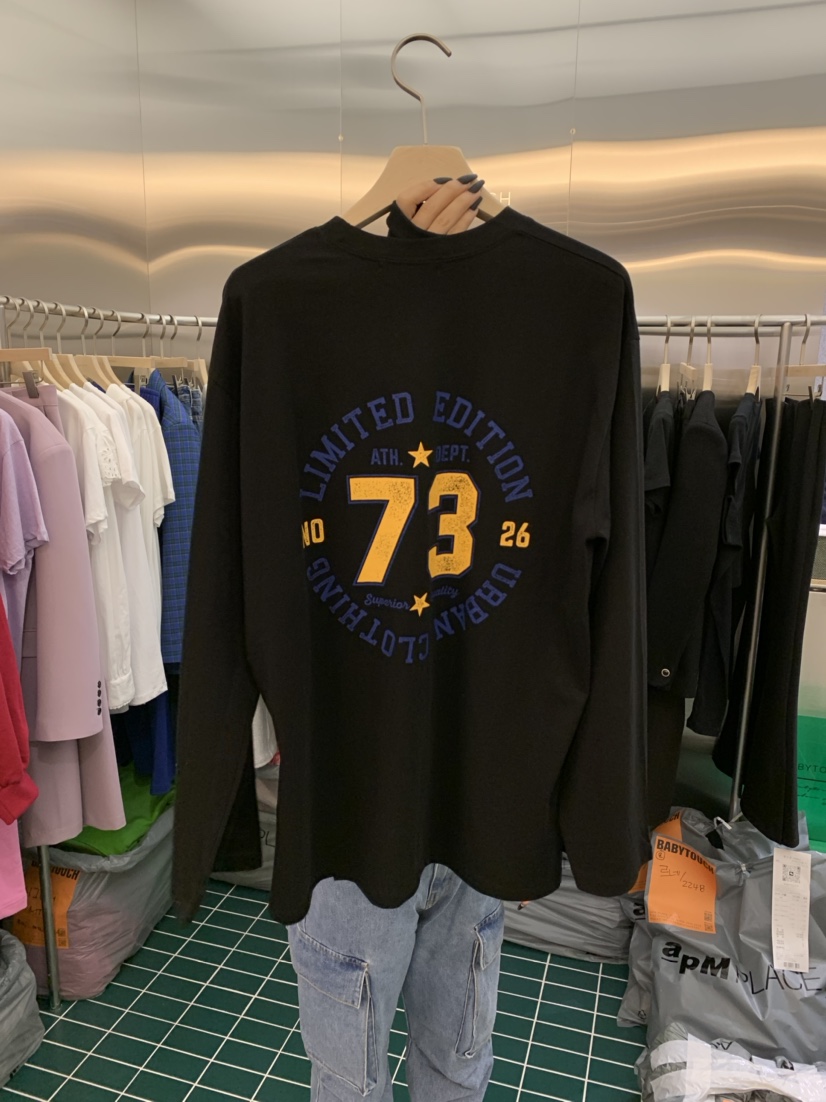 LIMITED EDITION
ATH. DEPT.
73
NO 26
Superior
URBAN CLOTHING
BABYTOUCH
apM PLACE